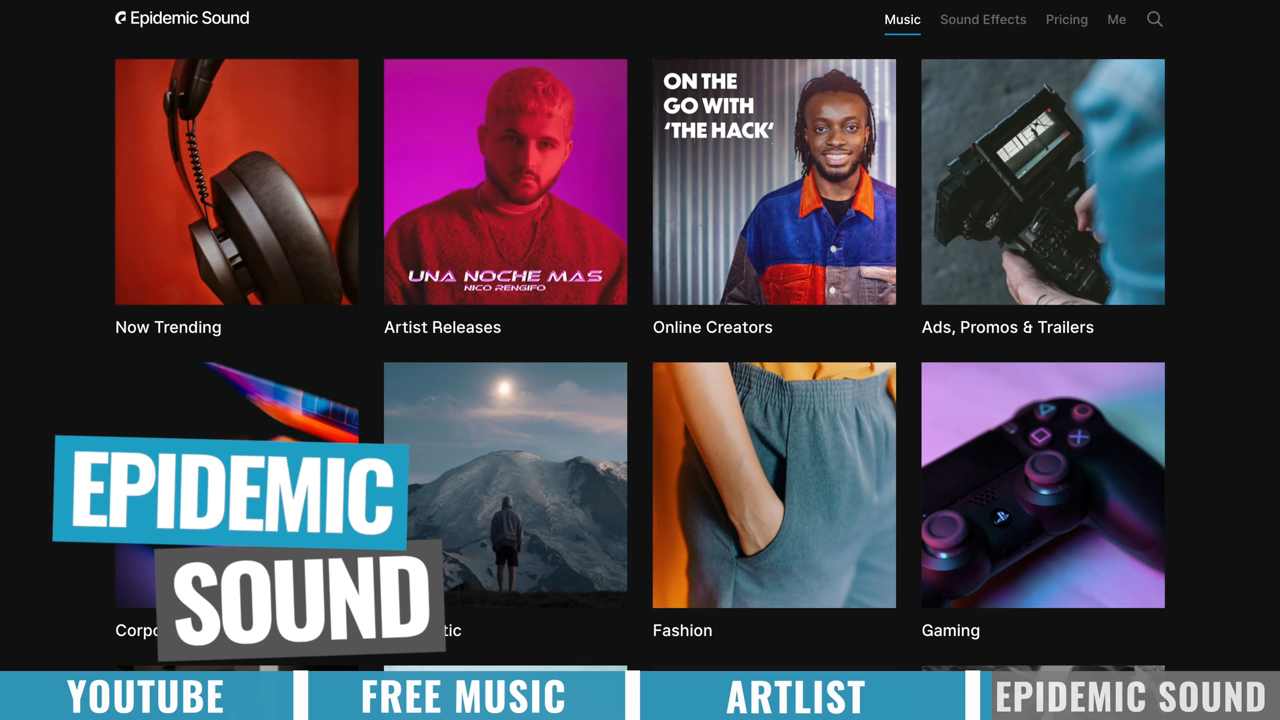 Epidemic Sound
Music Sound Effects Pricing Me
ON THE
GO WITH
‘THE HACK‘
UNA NOCHE MAS
NICO RENGIFO
Now Trending
Artist Releases
Online Creators
Ads, Promos & Trailers
EPIDEMIC
SOUND
Fashion
Gaming
YOUTUBE
FREE MUSIC
ARTLIST
EPIDEMIC SOUND